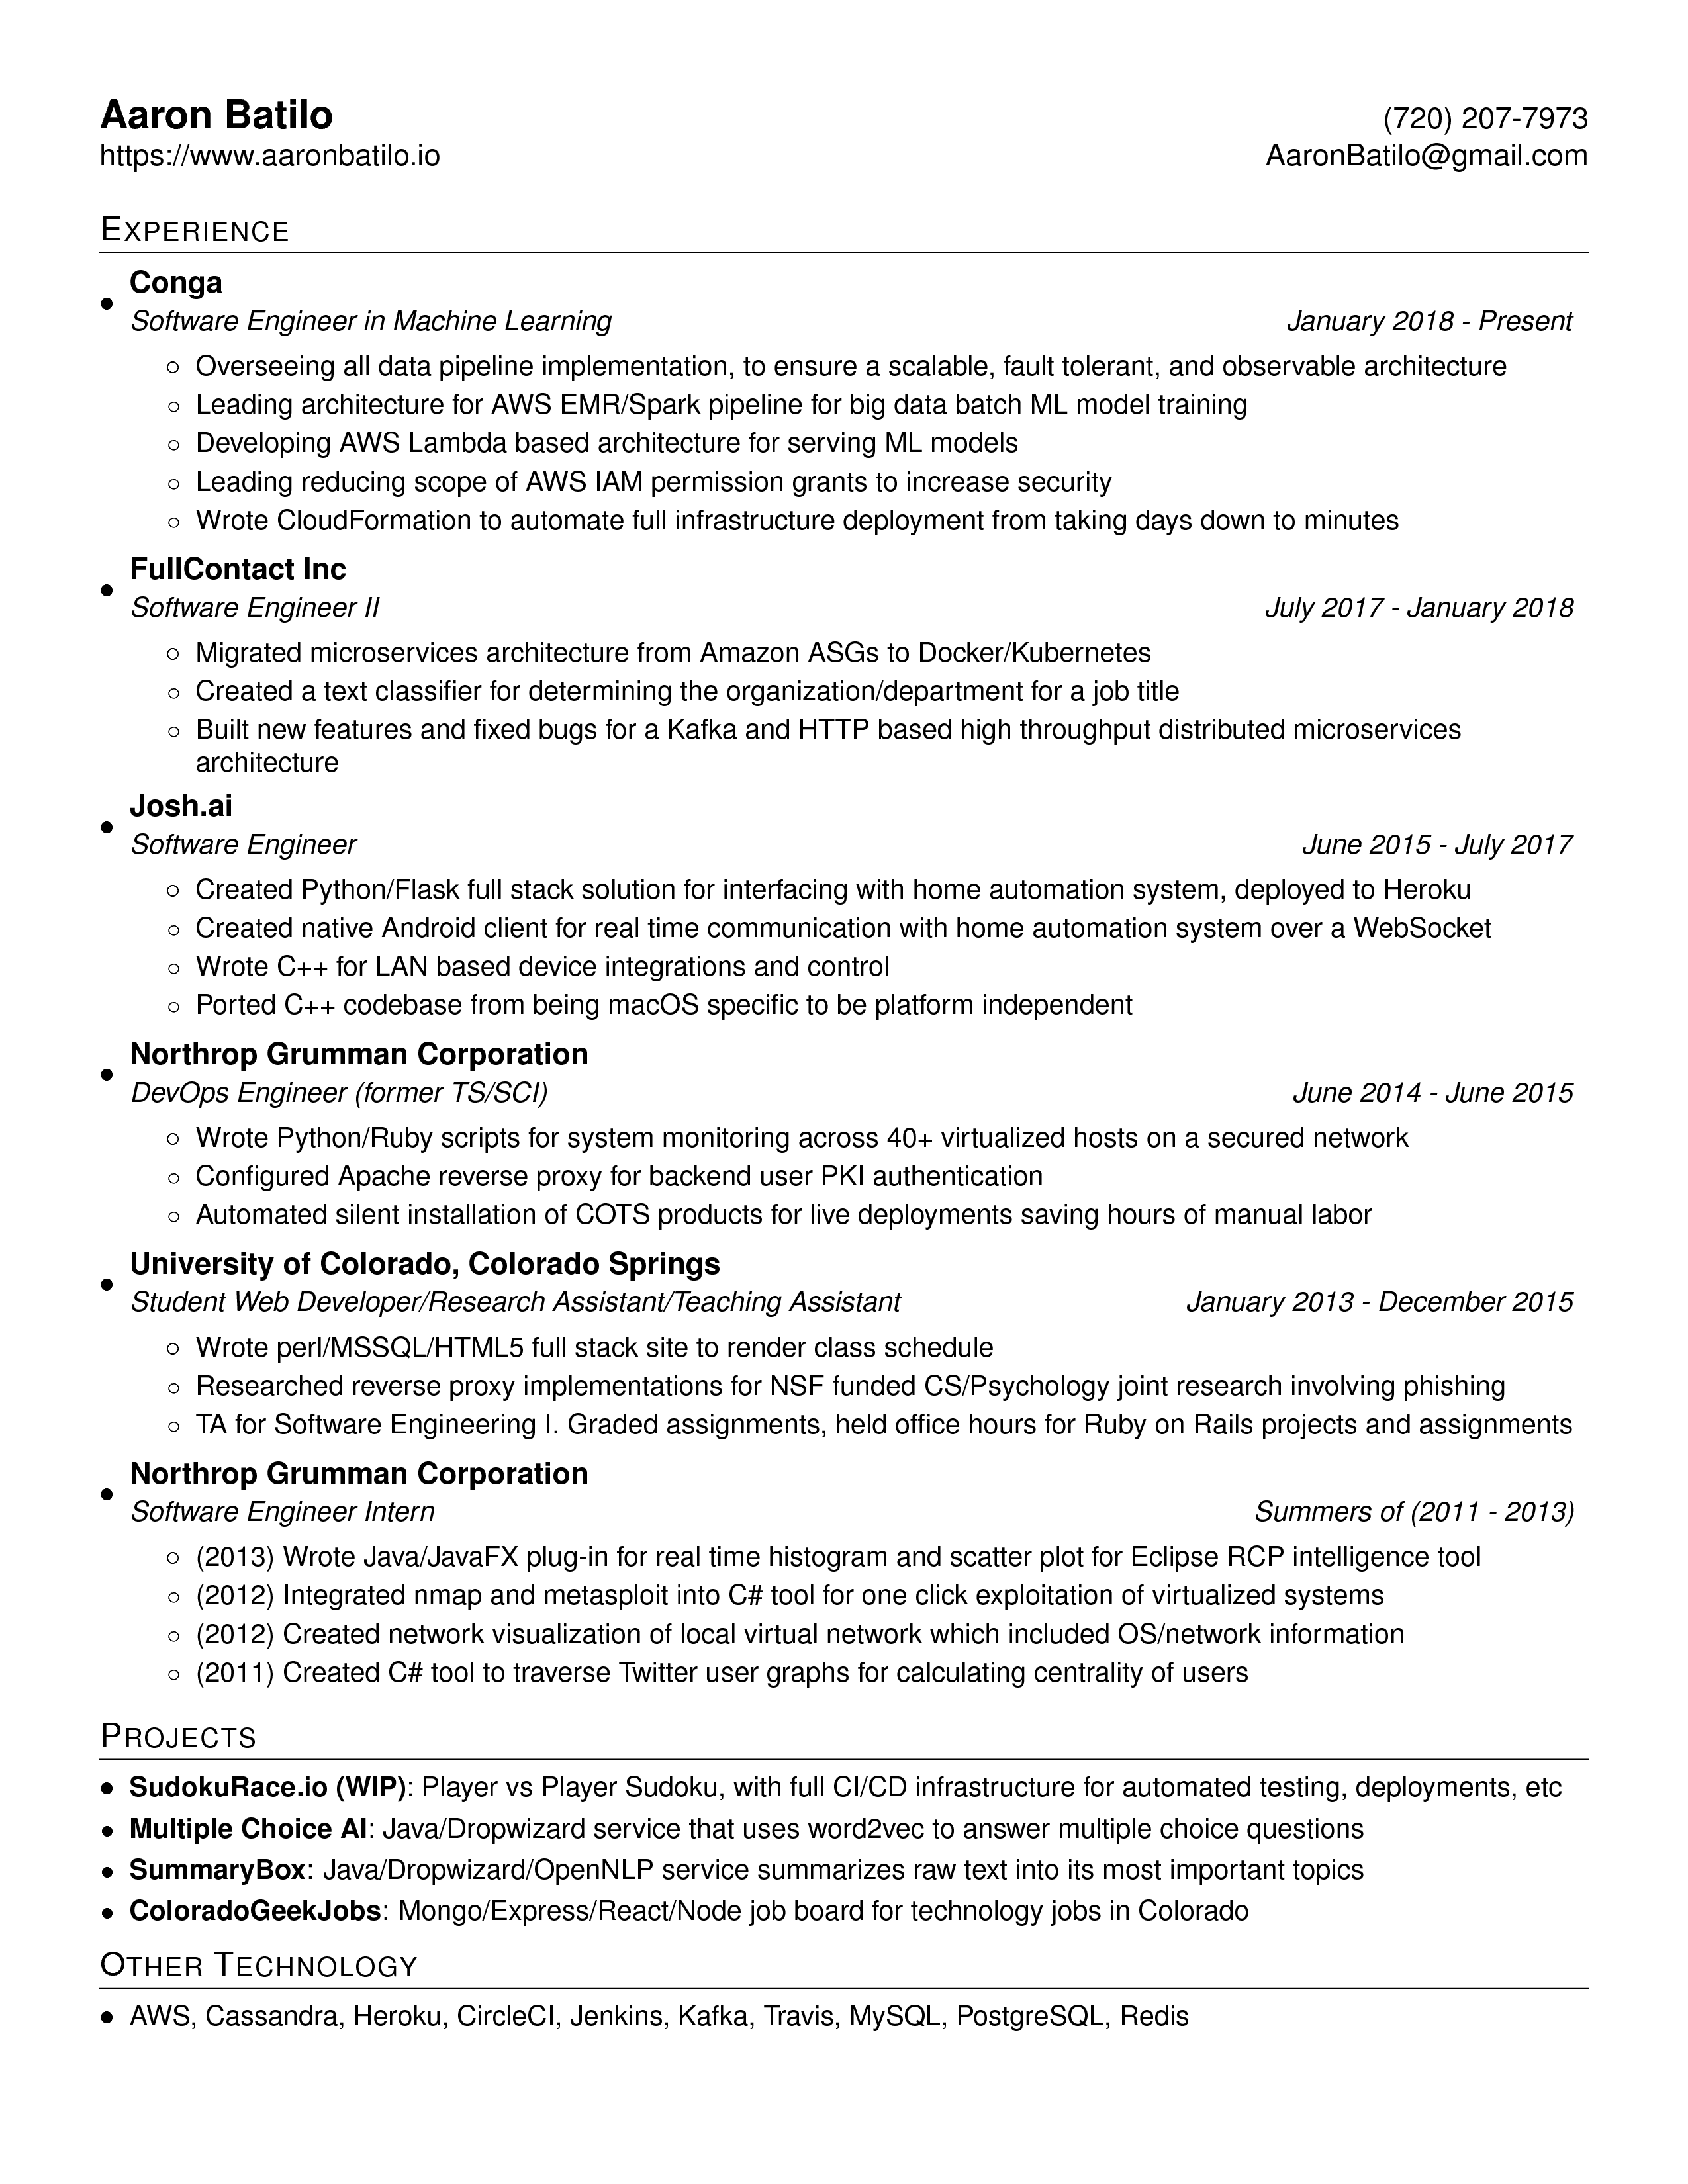 Aaron Batilo
(720) 207-7973
https://www.aaronbatilo.io
AaronBatilo@gmail.com
EXPERIENCE
• Conga
Software Engineer in Machine Learning
January 2018 - Present
◦ Overseeing all data pipeline implementation, to ensure a scalable, fault tolerant, and observable architecture
◦ Leading architecture for AWS EMR/Spark pipeline for big data batch ML model training
◦ Developing AWS Lambda based architecture for serving ML models
◦ Leading reducing scope of AWS IAM permission grants to increase security
◦ Wrote CloudFormation to automate full infrastructure deployment from taking days down to minutes
• FullContact Inc
Software Engineer II
July 2017 - January 2018
◦ Migrated microservices architecture from Amazon ASGs to Docker/Kubernetes
◦ Created a text classifier for determining the organization/department for a job title
◦ Built new features and fixed bugs for a Kafka and HTTP based high throughput distributed microservices
architecture
• Josh.ai
Software Engineer
June 2015 - July 2017
◦ Created Python/Flask full stack solution for interfacing with home automation system, deployed to Heroku
◦ Created native Android client for real time communication with home automation system over a WebSocket
◦ Wrote C++ for LAN based device integrations and control
◦ Ported C++ codebase from being macOS specific to be platform independent
• Northrop Grumman Corporation
DevOps Engineer (former TS/SCI)
June 2014 - June 2015
◦ Wrote Python/Ruby scripts for system monitoring across 40+ virtualized hosts on a secured network
◦ Configured Apache reverse proxy for backend user PKI authentication
◦ Automated silent installation of COTS products for live deployments saving hours of manual labor
• University of Colorado, Colorado Springs
Student Web Developer/Research Assistant/Teaching Assistant
January 2013 - December 2015
◦ Wrote perl/MSSQL/HTML5 full stack site to render class schedule
◦ Researched reverse proxy implementations for NSF funded CS/Psychology joint research involving phishing
◦ TA for Software Engineering I. Graded assignments, held office hours for Ruby on Rails projects and assignments
• Northrop Grumman Corporation
Software Engineer Intern
Summers of (2011 - 2013)
◦ (2013) Wrote Java/JavaFX plug-in for real time histogram and scatter plot for Eclipse RCP intelligence tool
◦ (2012) Integrated nmap and metasploit into C# tool for one click exploitation of virtualized systems
◦ (2012) Created network visualization of local virtual network which included OS/network information
◦ (2011) Created C# tool to traverse Twitter user graphs for calculating centrality of users
PROJECTS
• SudokuRace.io (WIP): Player vs Player Sudoku, with full CI/CD infrastructure for automated testing, deployments, etc
• Multiple Choice AI: Java/Dropwizard service that uses word2vec to answer multiple choice questions
• SummaryBox: Java/Dropwizard/OpenNLP service summarizes raw text into its most important topics
• ColoradoGeekJobs: Mongo/Express/React/Node job board for technology jobs in Colorado
OTHER TECHNOLOGY
• AWS, Cassandra, Heroku, CircleCI, Jenkins, Kafka, Travis, MySQL, PostgreSQL, Redis